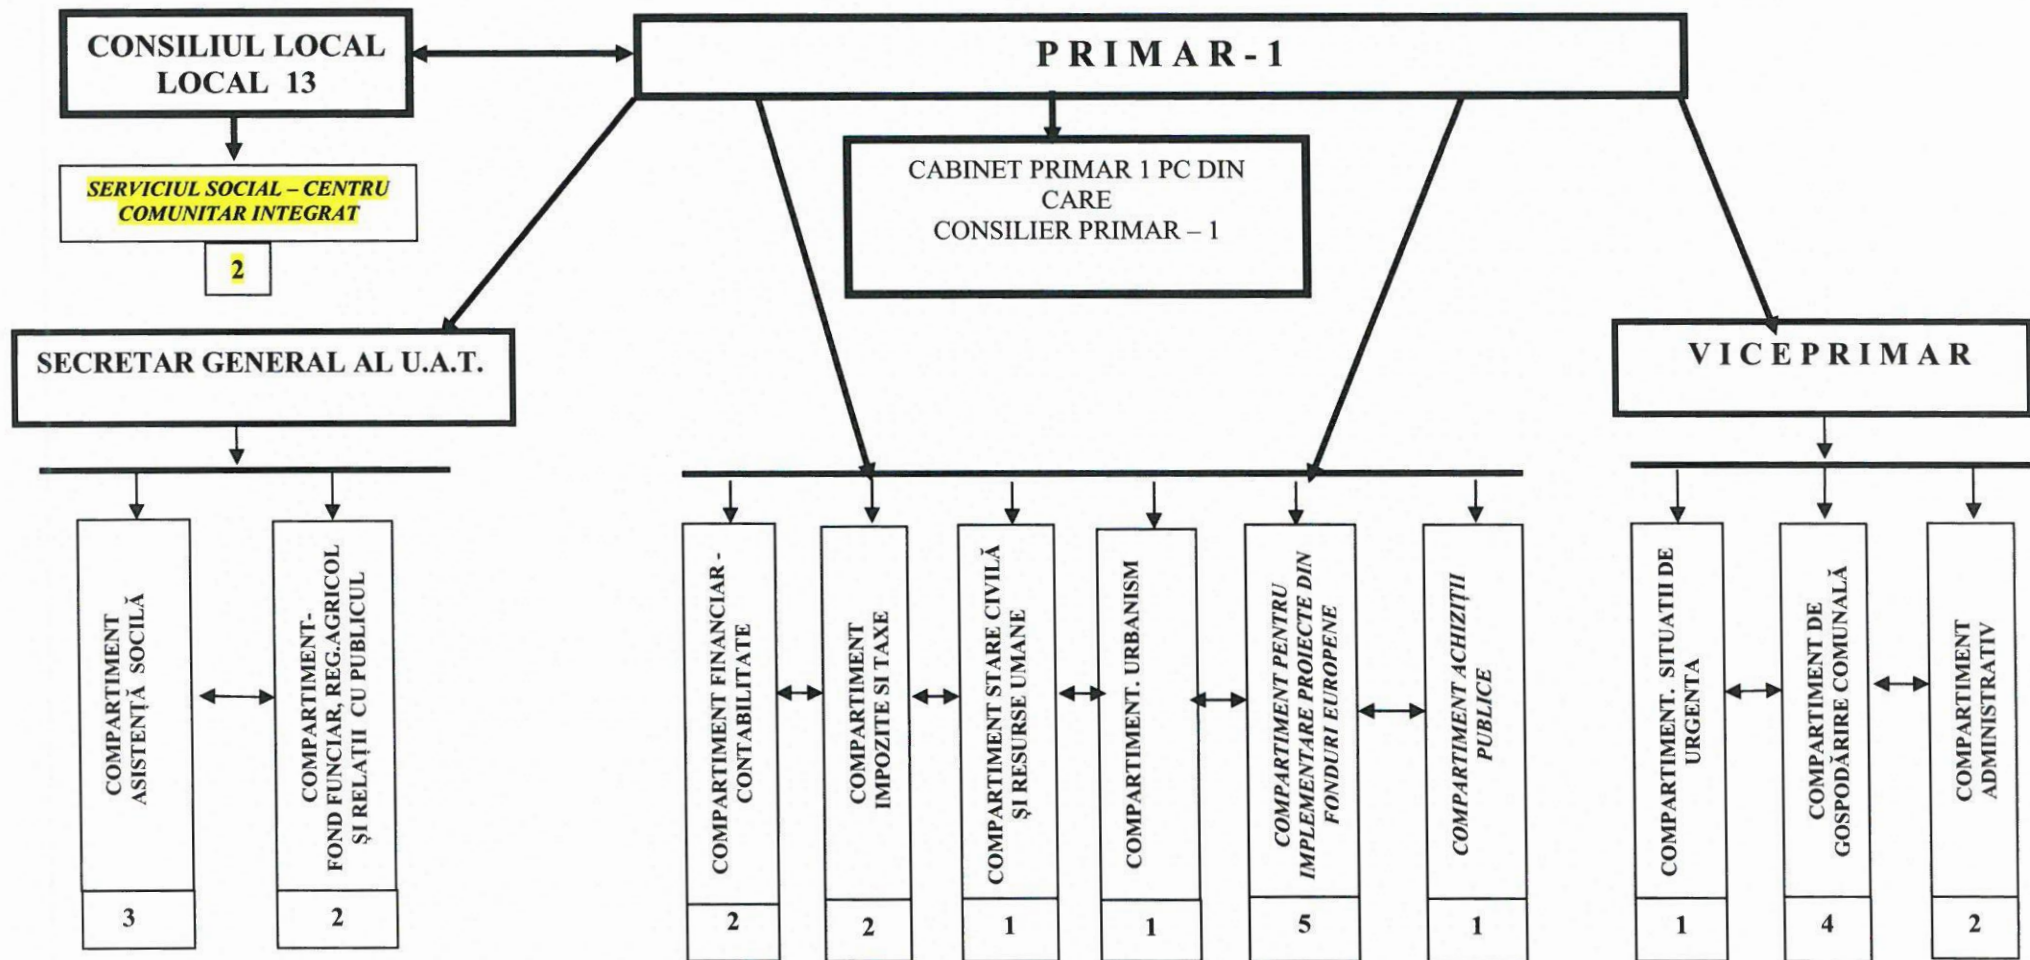 CONSILIUL LOCAL
LOCAL 13
PRIMAR-1
SERVICIUL SOCIAL – CENTRU
COMUNITAR INTEGRAT
2
CABINET PRIMAR 1 PC DIN
CARE
CONSILIER PRIMAR – 1
SECRETAR GENERAL AL U.A.T.
VICEPRIMAR
COMPARTIMENT
ASISTENȚĂ SOCILĂ
3
COMPARTIMENT-
FOND FUNCIAR, REG.AGRICOL
ȘI RELAȚII CU PUBLICUL
2
COMPARTIMENT FINANCIAR -
CONTABILITATE
2
COMPARTIMENT
IMPOZITE SI TAXE
2
COMPARTIMENT STARE CIVILĂ
ȘI RESURSE UMANE
1
COMPARTIMENT. URBANISM
1
COMPARTIMENT PENTRU
IMPLEMENTARE PROIECTE DIN
FONDURI EUROPENE
5
COMPARTIMENT ACHIZIȚII
PUBLICE
1
COMPARTIMENT. SITUATII DE
URGENTA
1
COMPARTIMENT DE
GOSPODĂRIRE COMUNALĂ
4
COMPARTIMENT
ADMINISTRATIV
2